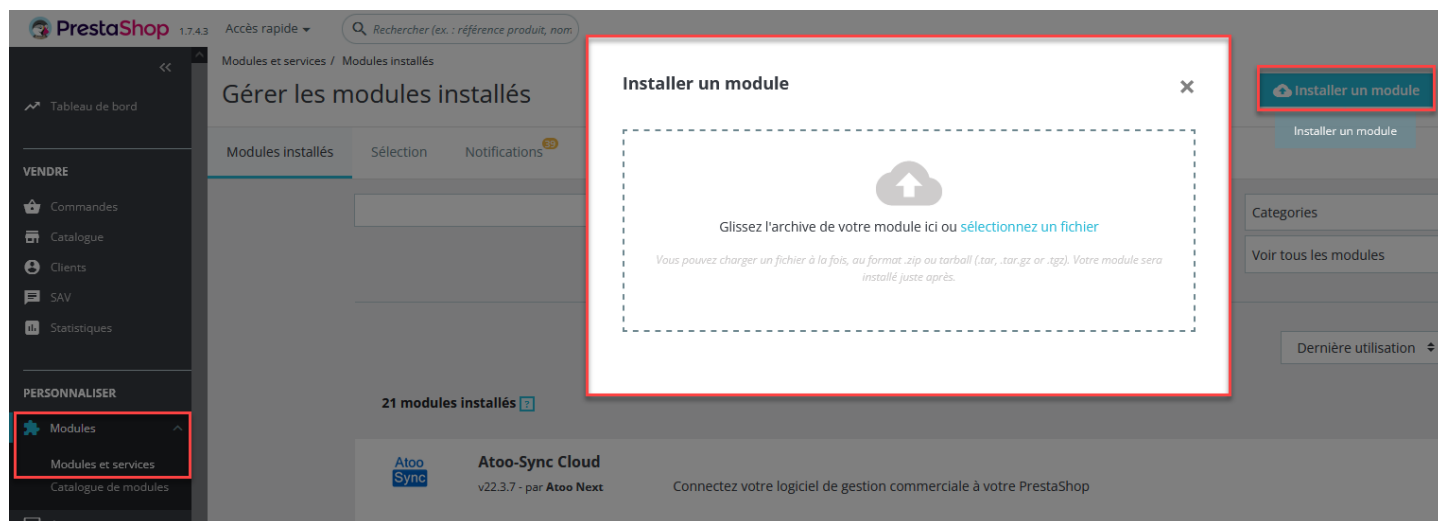 PrestaShop 1.7.4.3 Accès rapide Rechercher (ex. : référence produit, nom
Modules et services / Modules installés
Gérer les modules installés
Installer un module
Installer un module
Installer un module
Tableau de bord
Modules installés Sélection Notifications
VENDRE
Commandes
Catalogue
Clients
SAV
Statistiques
Glissez l'archive de votre module ici ou sélectionnez un fichier
Vous pouvez charger un fichier à la fois, au format .zip ou tarball (.tar, .tar.gz or .tgz). Votre module sera
installé juste après.
Categories
Voir tous les modules
Dernière utilisation
PERSONNALISER
Modules
Modules et services
Catalogue de modules
21 modules installés ?
Atoo
Sync
Atoo-Sync Cloud
v22.3.7 - par Atoo Next
Connectez votre logiciel de gestion commerciale à votre PrestaShop